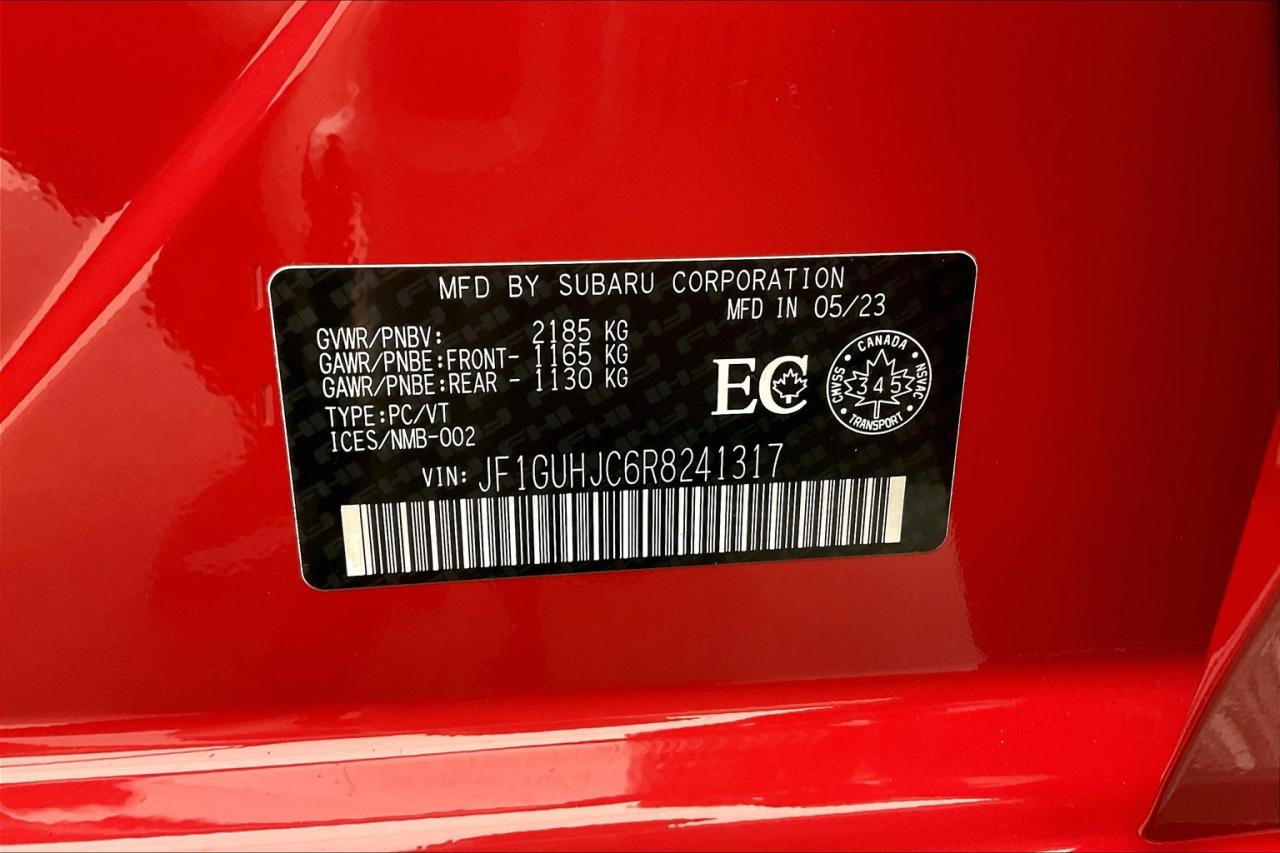 MFD BY SUBARU CORPORATION
MFD IN 05/23
GVWR/PNBV: 2185 KG
GAWR/PNBE:FRONT- 1165 KG
GAWR/PNBE:REAR - 1130 KG
TYPE:PC/VT
ICES/NMB-002
EC
CANADA
CMVSS NSVAC
345
TRANSPORT
VIN: JF1GUHJC6R8241317